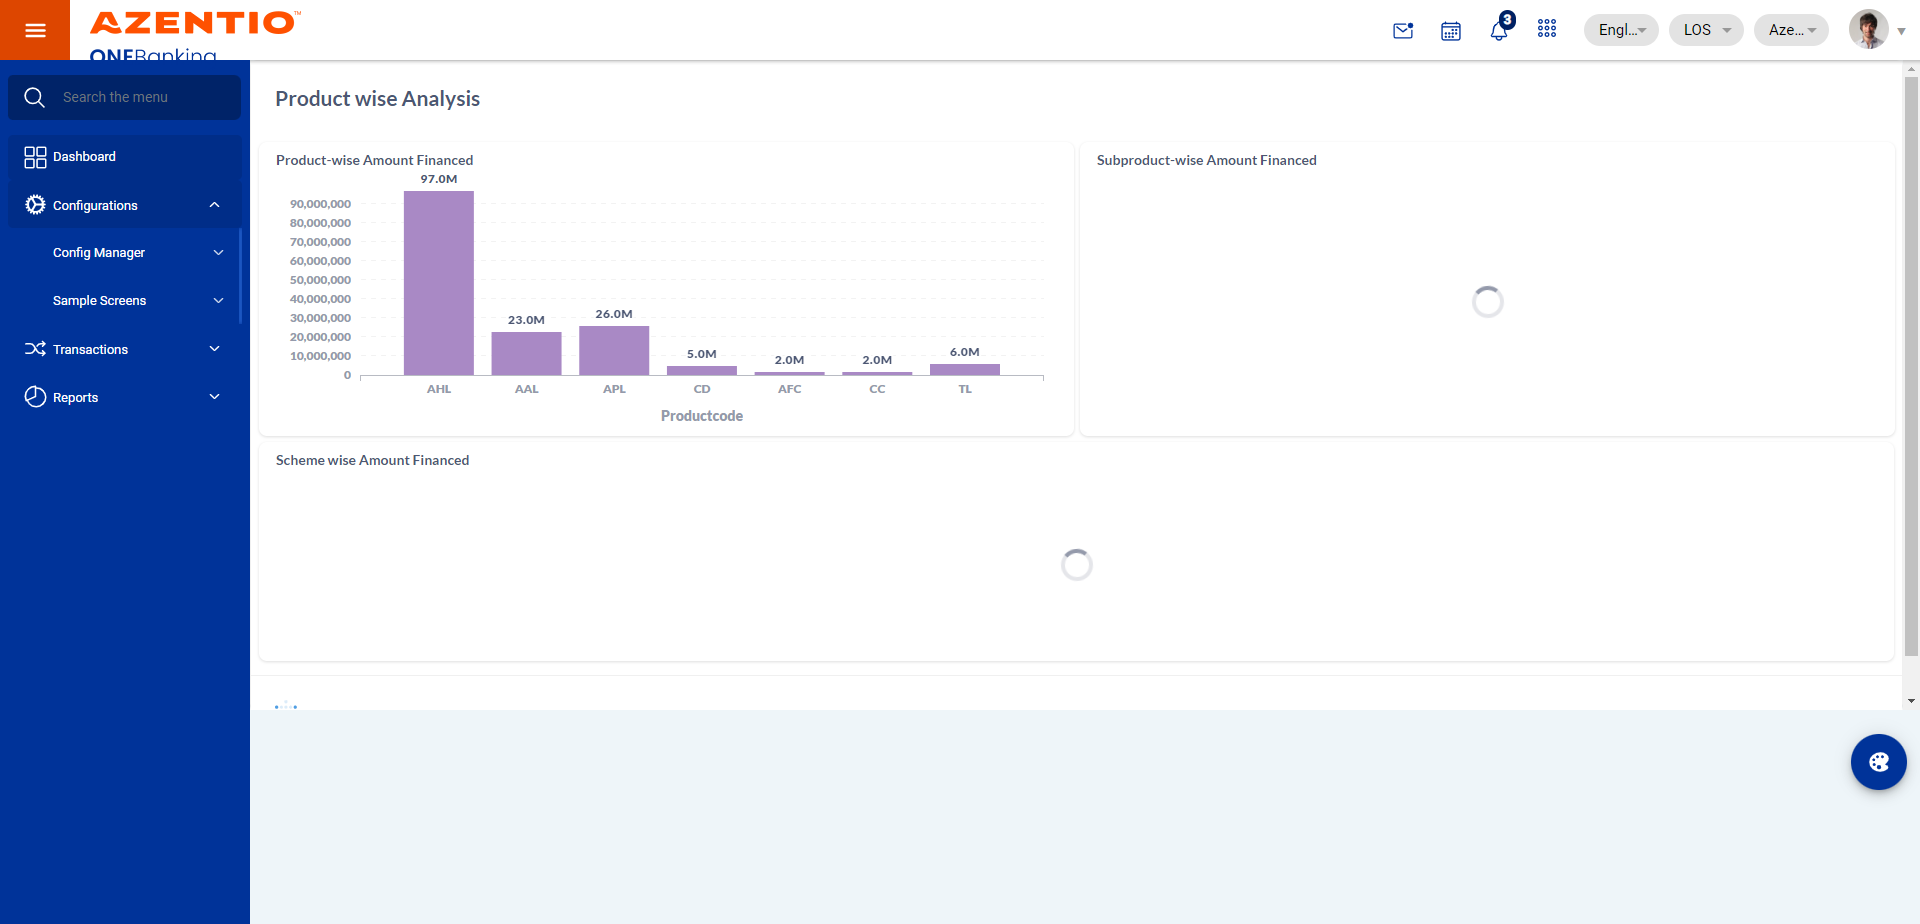 AZENTIO™
ONEBanking
3
Engl...
LOS
Aze...
Search the menu
Dashboard
Configurations
Config Manager
Sample Screens
Transactions
Reports
Product wise Analysis
Product-wise Amount Financed
97.0M
90,000,000
80,000,000
70,000,000
60,000,000
50,000,000
40,000,000
30,000,000
20,000,000
10,000,000
0
23.0M
26.0M
5.0M
2.0M
2.0M
6.0M
AHL AAL APL CD AFC CC TL
Productcode
Subproduct-wise Amount Financed
Scheme wise Amount Financed